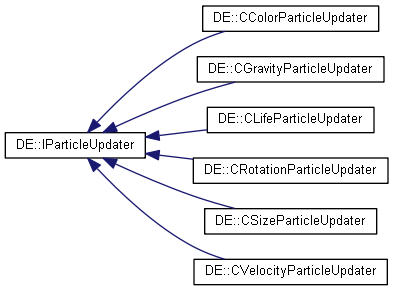 DE::CColorParticleUpdater
DE::CGravityParticleUpdater
DE::CLifeParticleUpdater
DE::IParticleUpdater
DE::CRotationParticleUpdater
DE::CSizeParticleUpdater
DE::CVelocityParticleUpdater